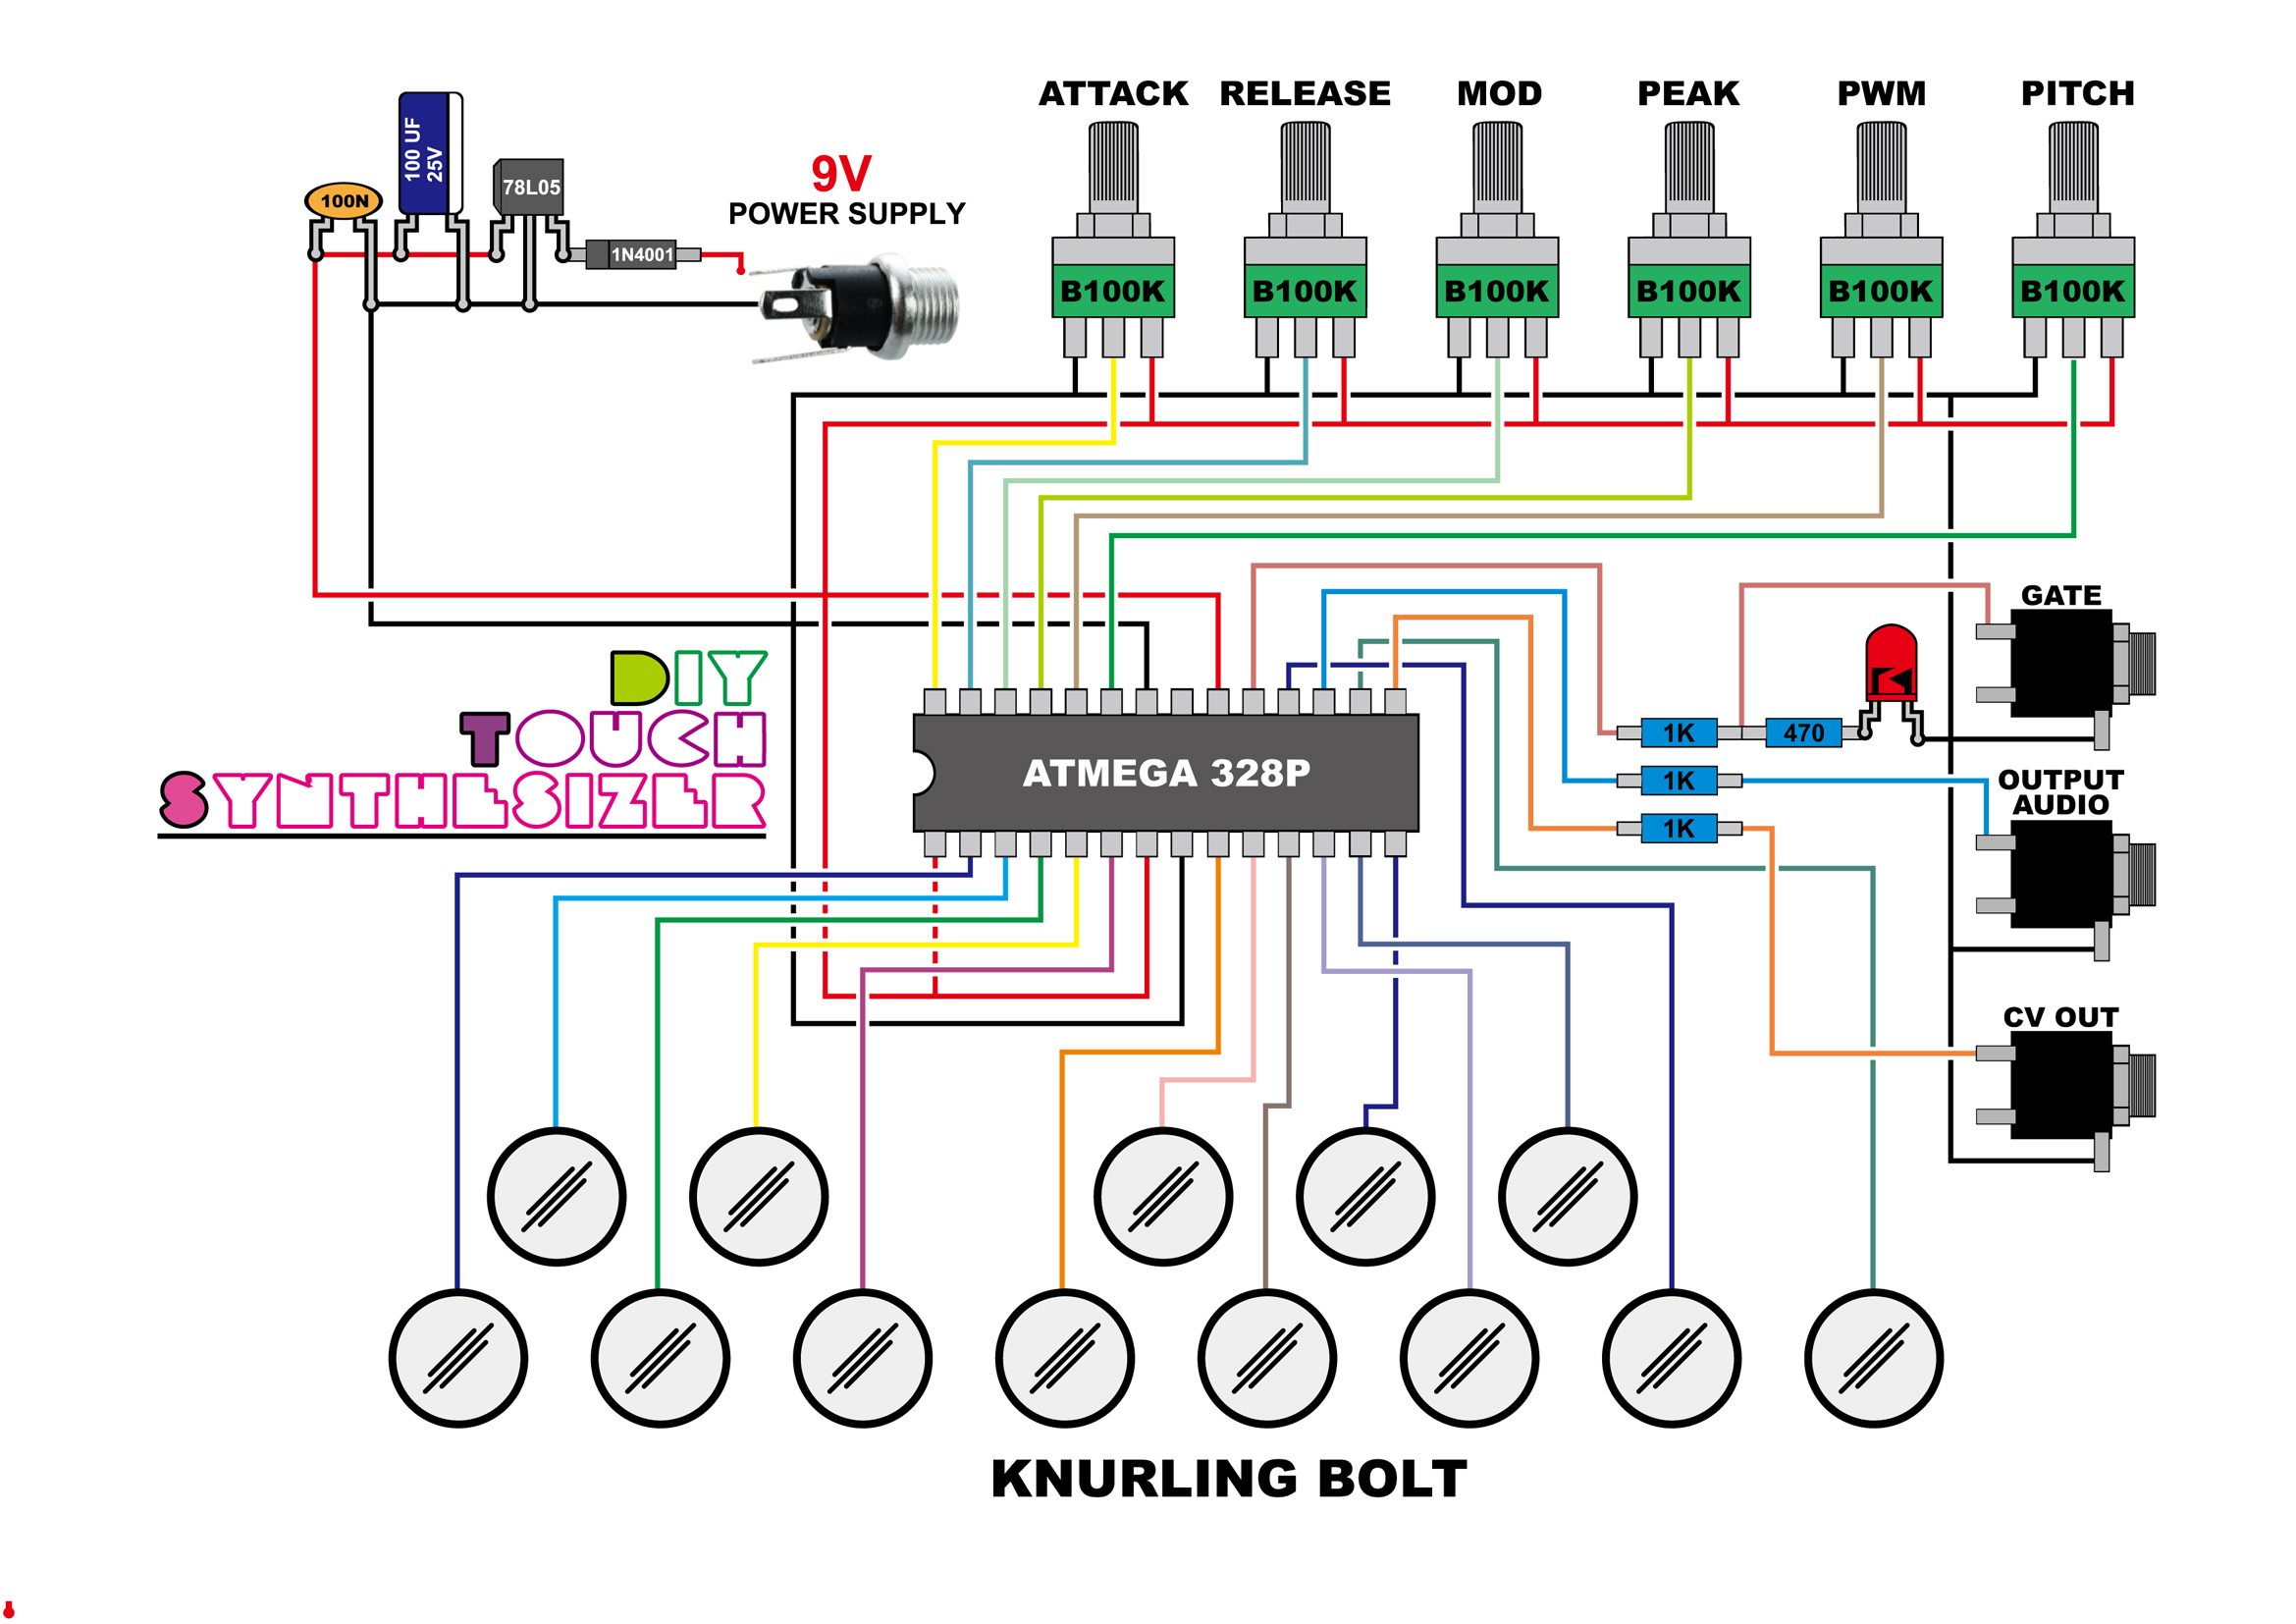 ATTACK
RELEASE
MOD
PEAK
PWM
PITCH
100 UF
25V
100N
78L05
1N4001
9V
POWER SUPPLY
B100K
B100K
B100K
B100K
B100K
B100K
DIY
TOUCH
SYNTHESIZER
ATMEGA 328P
GATE
1K
470
1K
1K
OUTPUT
AUDIO
CV OUT
KNURLING BOLT